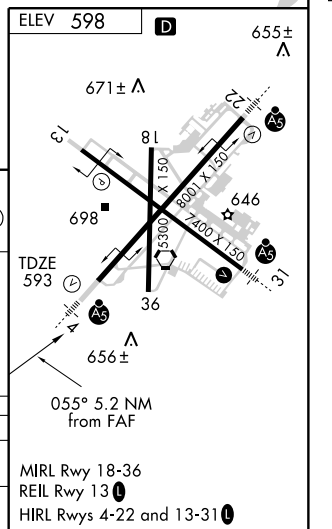 ELEV 598
D
655±
671±
22
A5
13
18
V
P
8001 X 150
5300 X 150
698
646
7400 X 150
TDZE
593
V
V
A5
31
A5
4
36
656±
055° 5.2 NM
from FAF
MIRL Rwy 18-36
REIL Rwy 13 L
HIRL Rwys 4-22 and 13-31 L